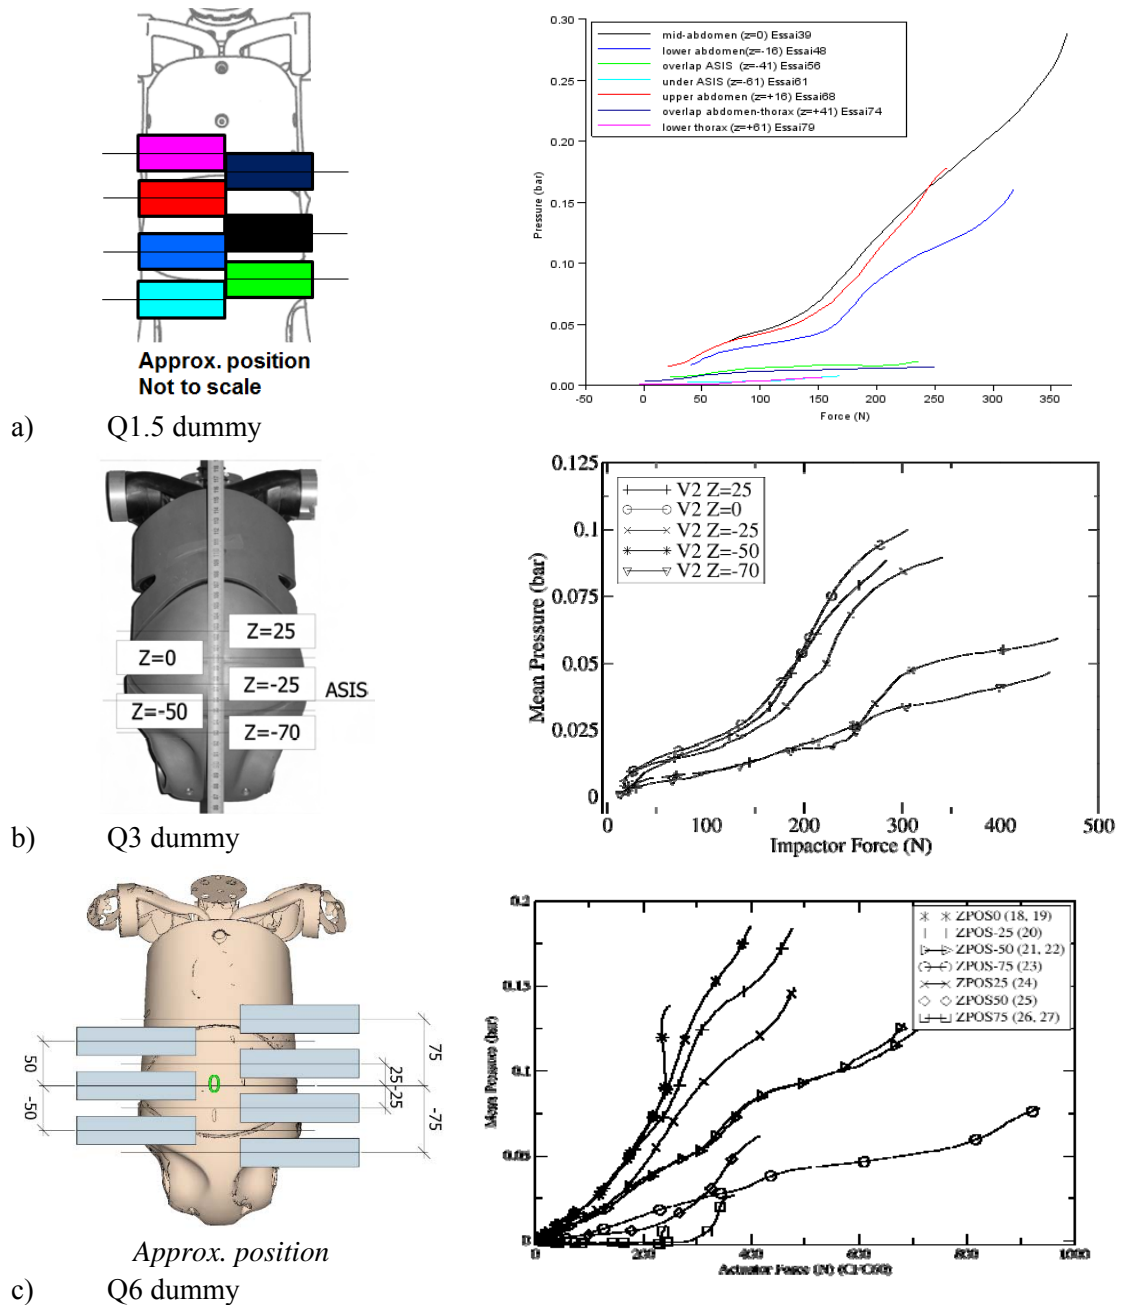 0.30
0.25
0.20
0.15
0.10
0.05
0.00
Pressure (bar)
mid-abdomen (z=0) Essai39
lower abdomen(z=-16) Essai48
overlap ASIS (z=-41) Essai56
under ASIS (z=-61) Essai61
upper abdomen (z=+16) Essai68
overlap abdomen-thorax (z=+41) Essai74
lower thorax (z=+61) Essai79
-50 0 50 100 150 200 250 300 350
Force (N)
Approx. position
Not to scale
a) Q1.5 dummy
Z=25
Z=0
Z=-25
ASIS
Z=-50
Z=-70
0.125
0.1
0.075
0.05
0.025
0
Mean Pressure (bar)
V2 Z=25
V2 Z=0
V2 Z=-25
V2 Z=-50
V2 Z=-70
0 100 200 300 400 500
Impactor Force (N)
b) Q3 dummy
50
-50
0
75
25
-25
-75
Approx. position
0.2
0.15
0.1
0.05
0
Mean Pressure (bar)
ZPOS0 (18, 19)
ZPOS-25 (20)
ZPOS-50 (21, 22)
ZPOS-75 (23)
ZPOS25 (24)
ZPOS50 (25)
ZPOS75 (26, 27)
0 200 400 600 800 1000
Actuator Force (N) (CFC60)
c) Q6 dummy